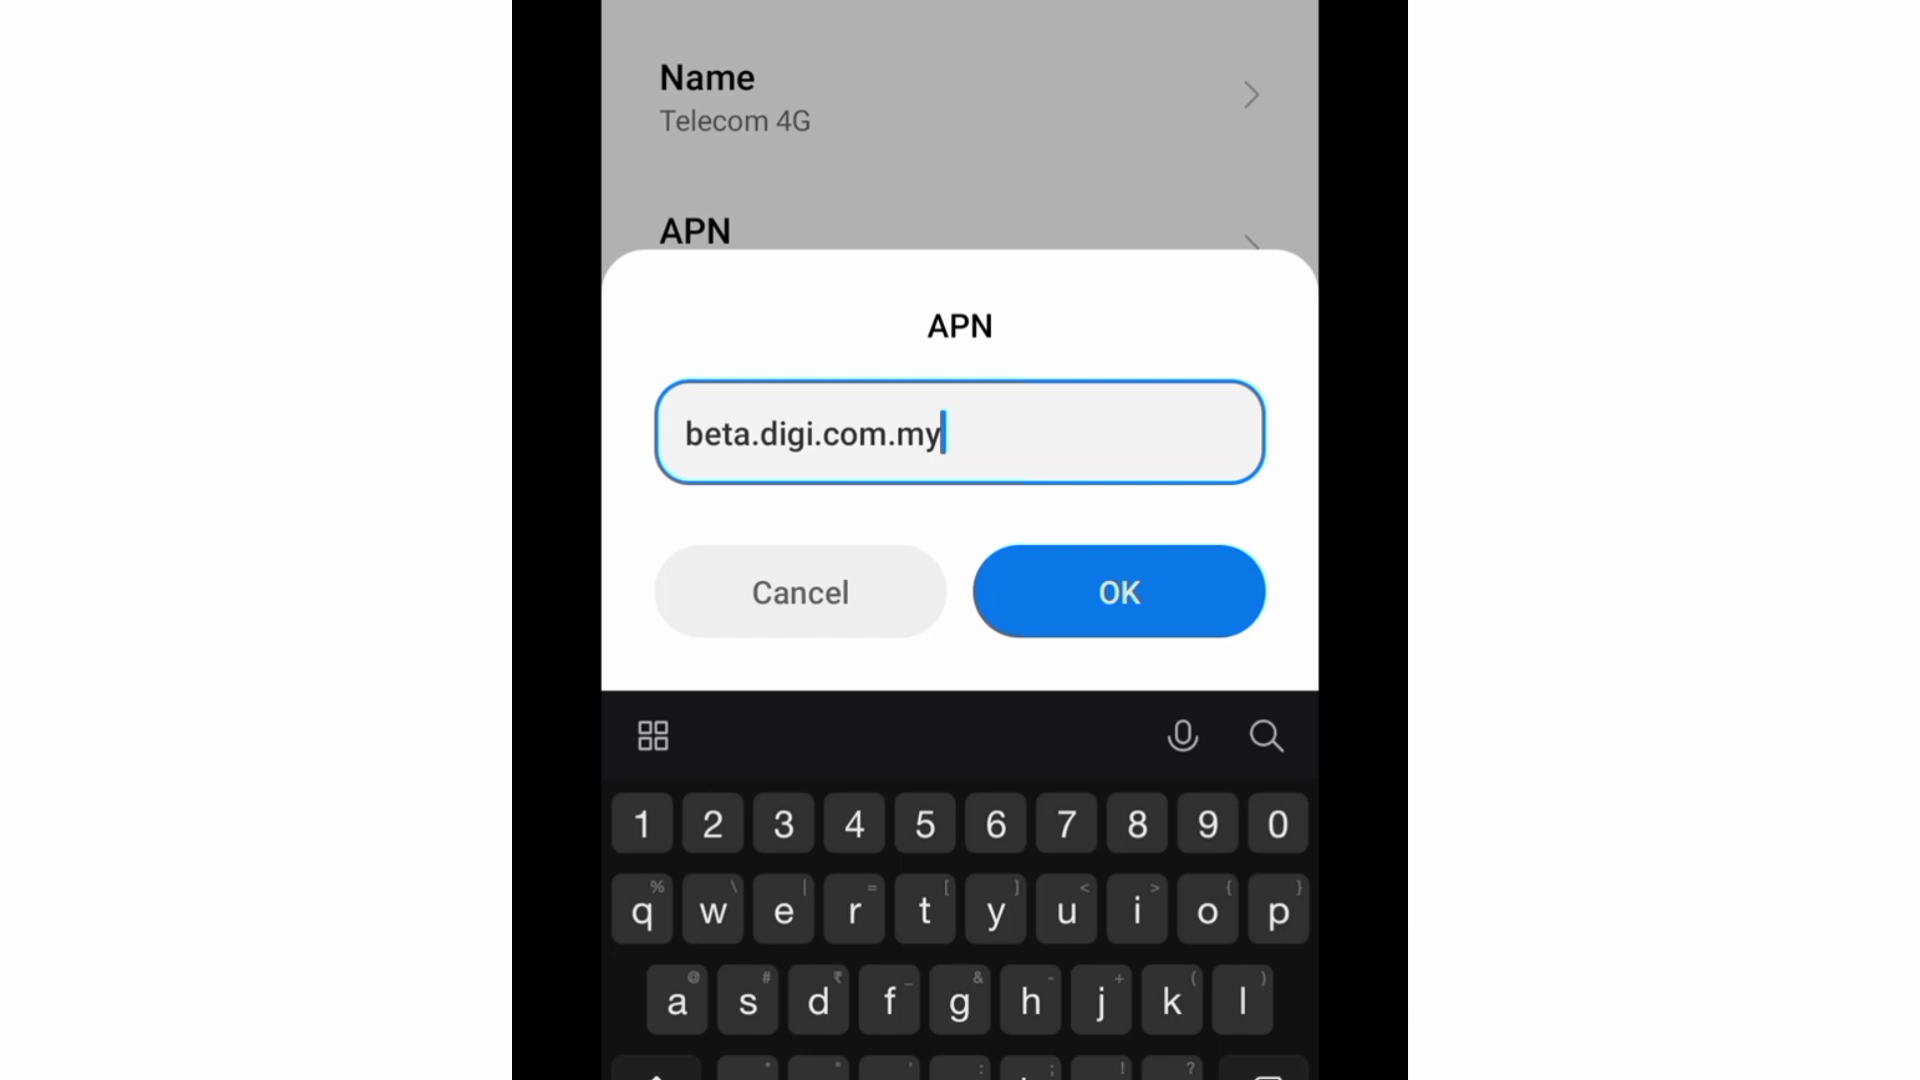 Name
Telecom 4G
APN
APN
beta.digi.com.my
Cancel OK
1 2 3 4 5 6 7 8 9 0
% \ | = [ ] < > { }
q w e r t y u i o p
@ # ₹ _ & - + ( )
a s d f g h j k l
* " ' : ; ! ?